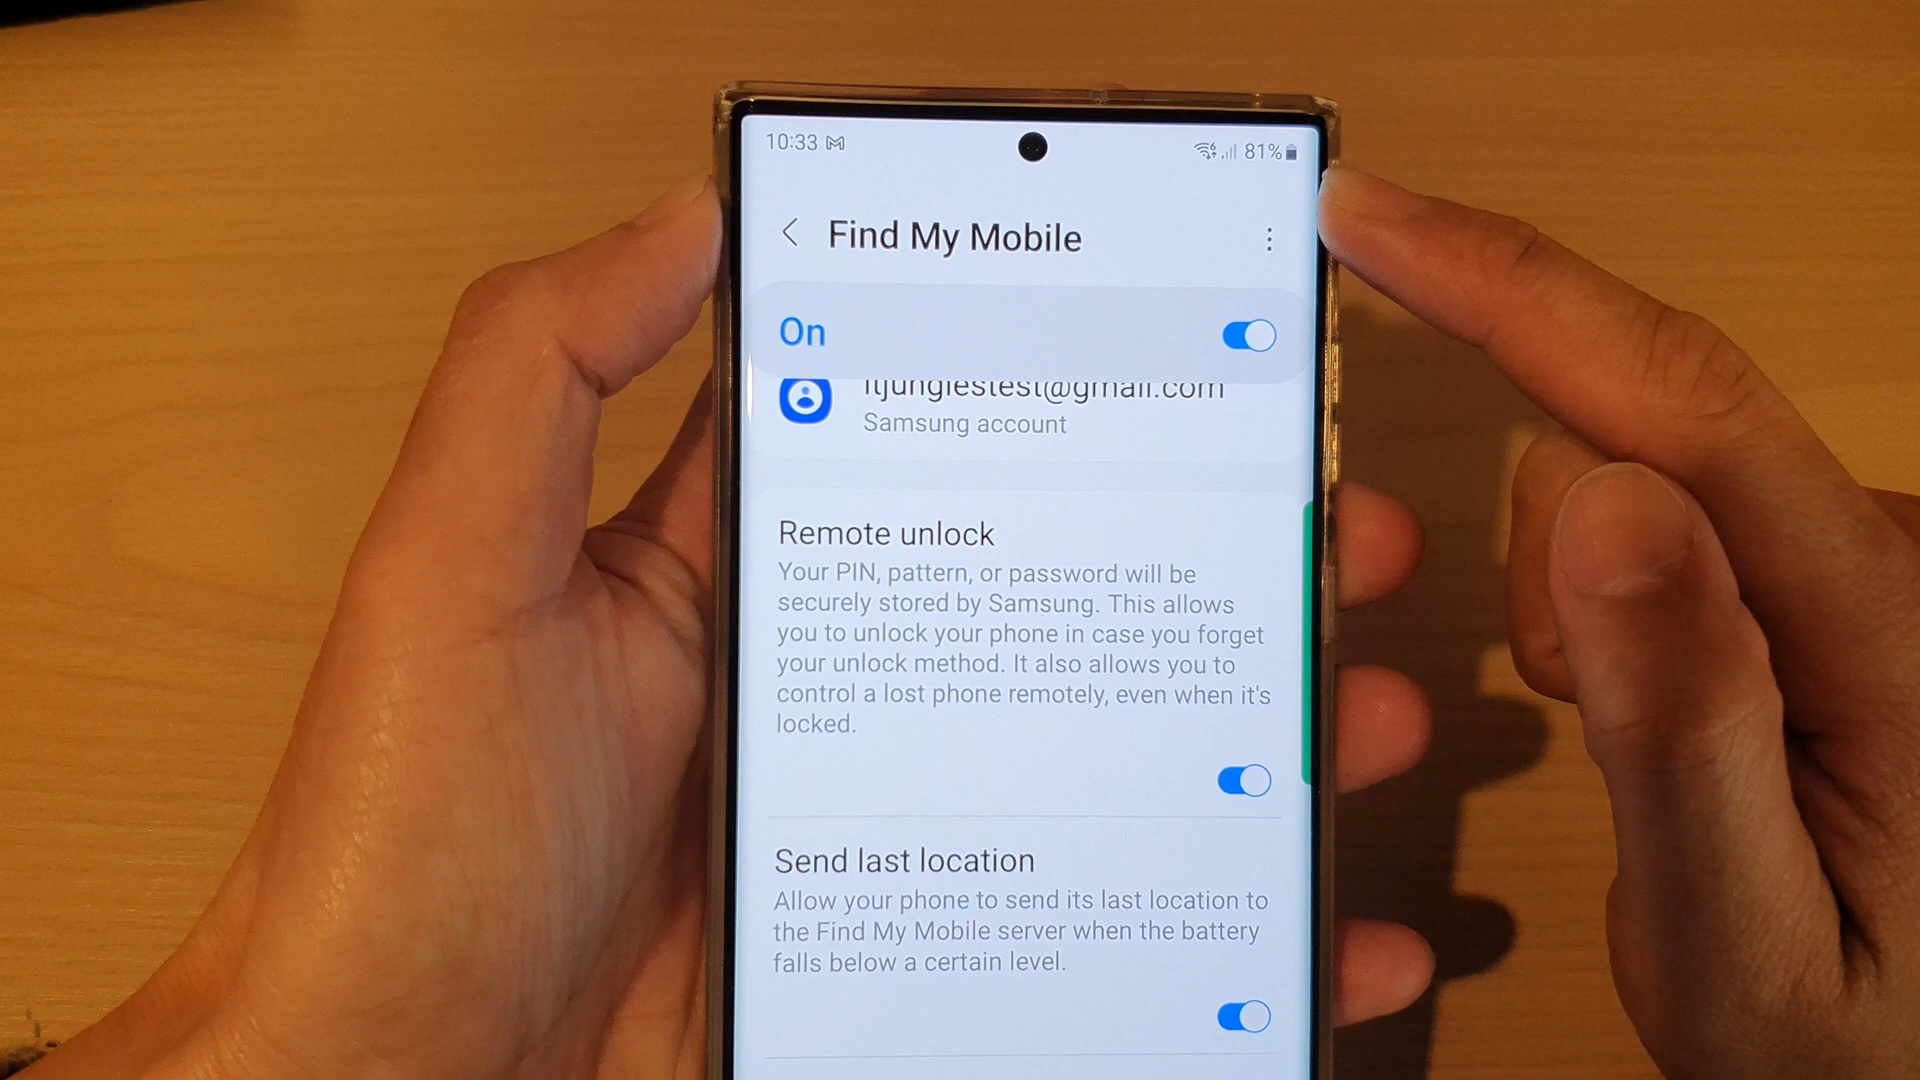 10:33
81%
Find My Mobile
On
itjunglestest@gmail.com
Samsung account
Remote unlock
Your PIN, pattern, or password will be
securely stored by Samsung. This allows
you to unlock your phone in case you forget
your unlock method. It also allows you to
control a lost phone remotely, even when it's
locked.
Send last location
Allow your phone to send its last location to
the Find My Mobile server when the battery
falls below a certain level.